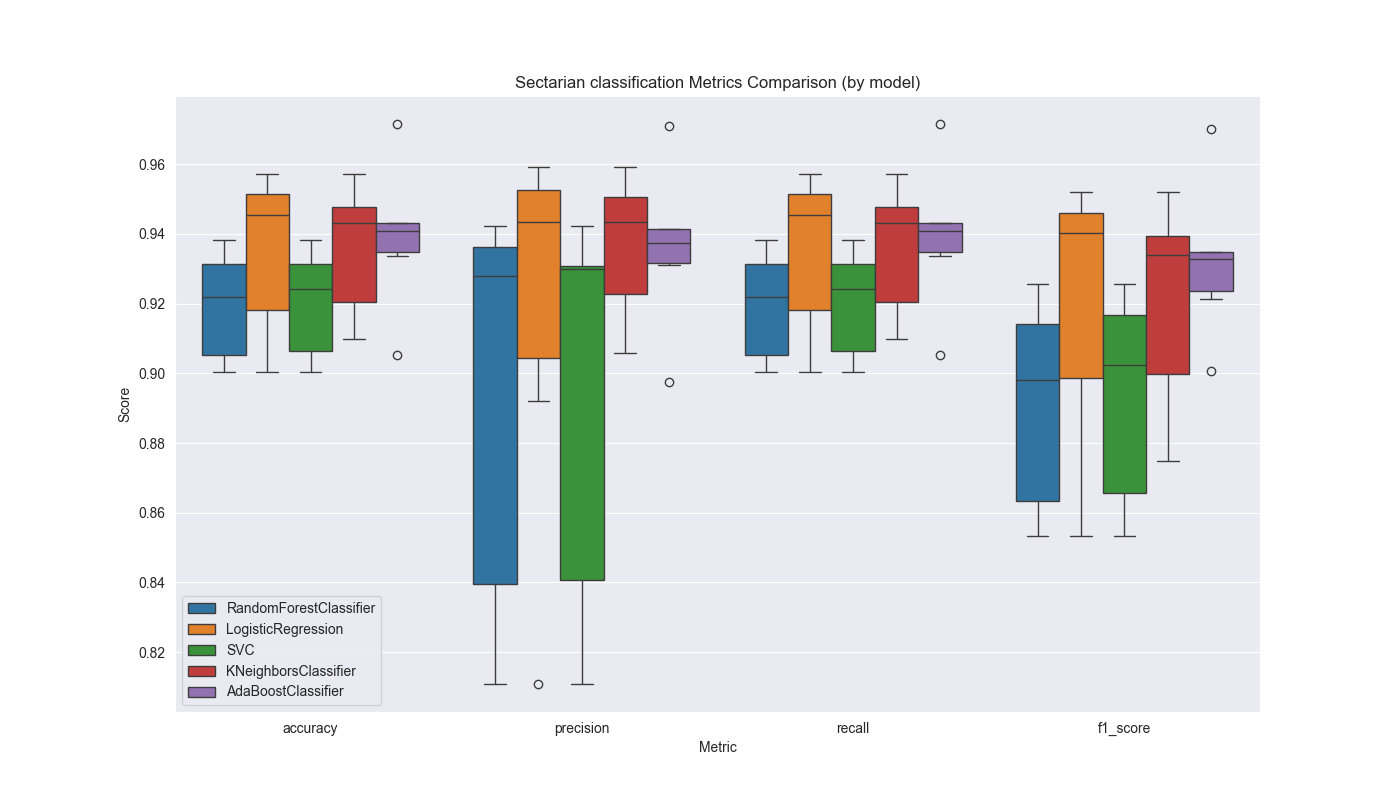 Sectarian classification Metrics Comparison (by model)
0.96
0.94
0.92
0.90
0.88
0.86
0.84
0.82
Score
RandomForestClassifier
LogisticRegression
SVC
KNeighborsClassifier
AdaBoostClassifier
accuracy precision recall f1_score
Metric